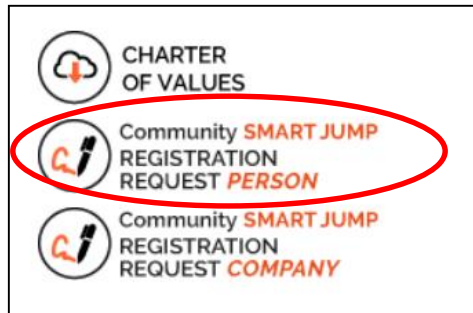 CHARTER
OF VALUES
Community SMART JUMP
REGISTRATION
REQUEST PERSON
Community SMART JUMP
REGISTRATION
REQUEST COMPANY